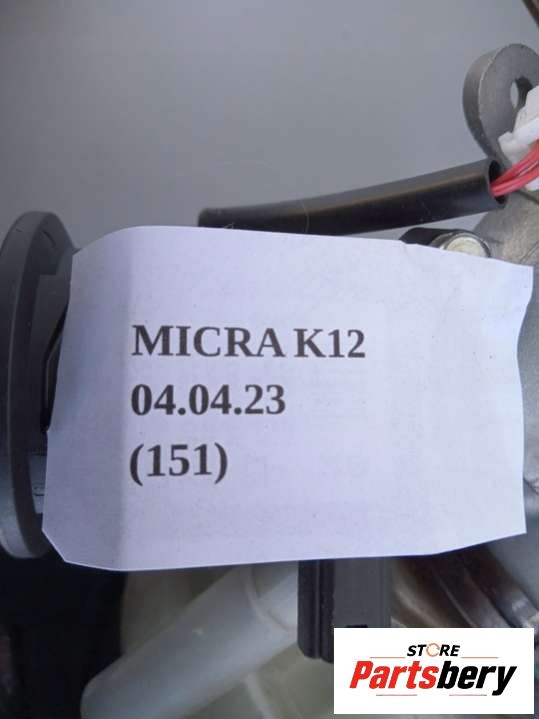 MICRA K12
04.04.23
(151)
STORE
Partsbery